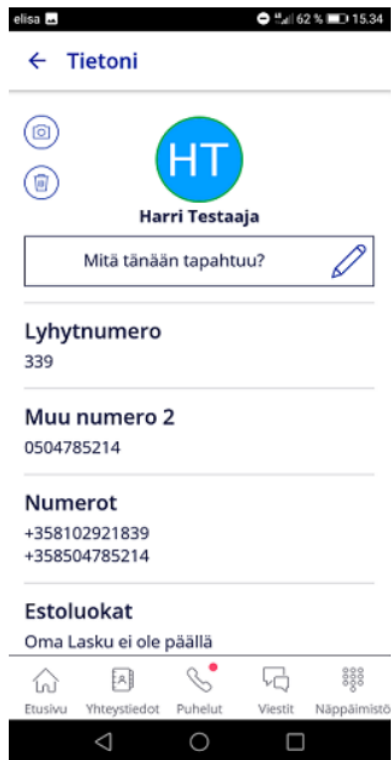 elisa 62 % 15.34
Tietoni
HT
Harri Testaaja
Mitä tänään tapahtuu?
Lyhytnumero
339
Muu numero 2
0504785214
Numerot
+358102921839
+358504785214
Estoluokat
Oma Lasku ei ole päällä
Etusivu Yhteystiedot Puhelut Viestit Näppäimistö